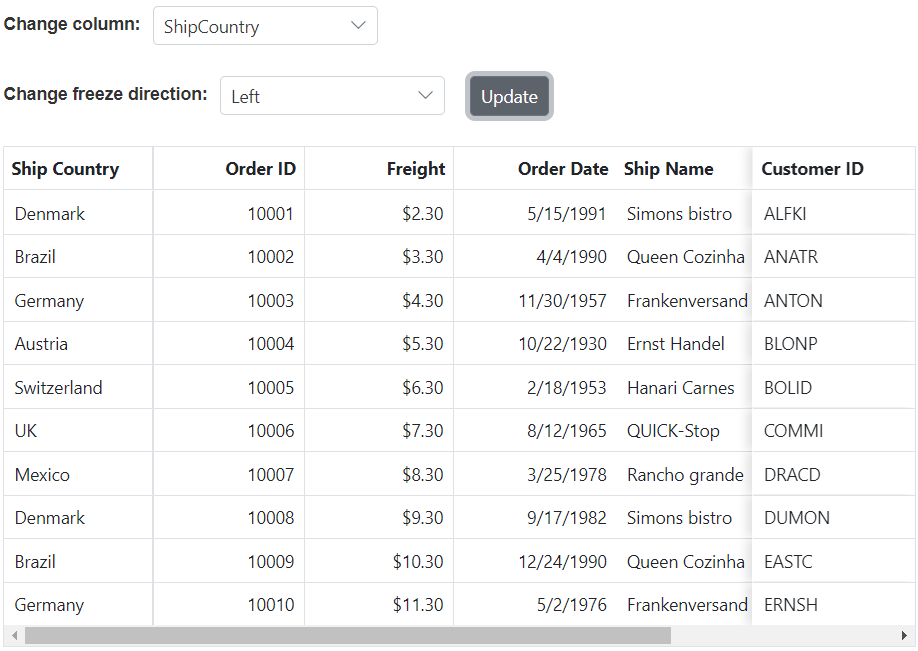 Change column: ShipCountry
Change freeze direction: Left Update
Ship Country Order ID Freight Order Date Ship Name Customer ID
Denmark 10001 $2.30 5/15/1991 Simons bistro ALFKI
Brazil 10002 $3.30 4/4/1990 Queen Cozinha ANATR
Germany 10003 $4.30 11/30/1957 Frankenversand ANTON
Austria 10004 $5.30 10/22/1930 Ernst Handel BLONP
Switzerland 10005 $6.30 2/18/1953 Hanari Carnes BOLID
UK 10006 $7.30 8/12/1965 QUICK-Stop COMMI
Mexico 10007 $8.30 3/25/1978 Rancho grande DRACD
Denmark 10008 $9.30 9/17/1982 Simons bistro DUMON
Brazil 10009 $10.30 12/24/1990 Queen Cozinha EASTC
Germany 10010 $11.30 5/2/1976 Frankenversand ERNSH